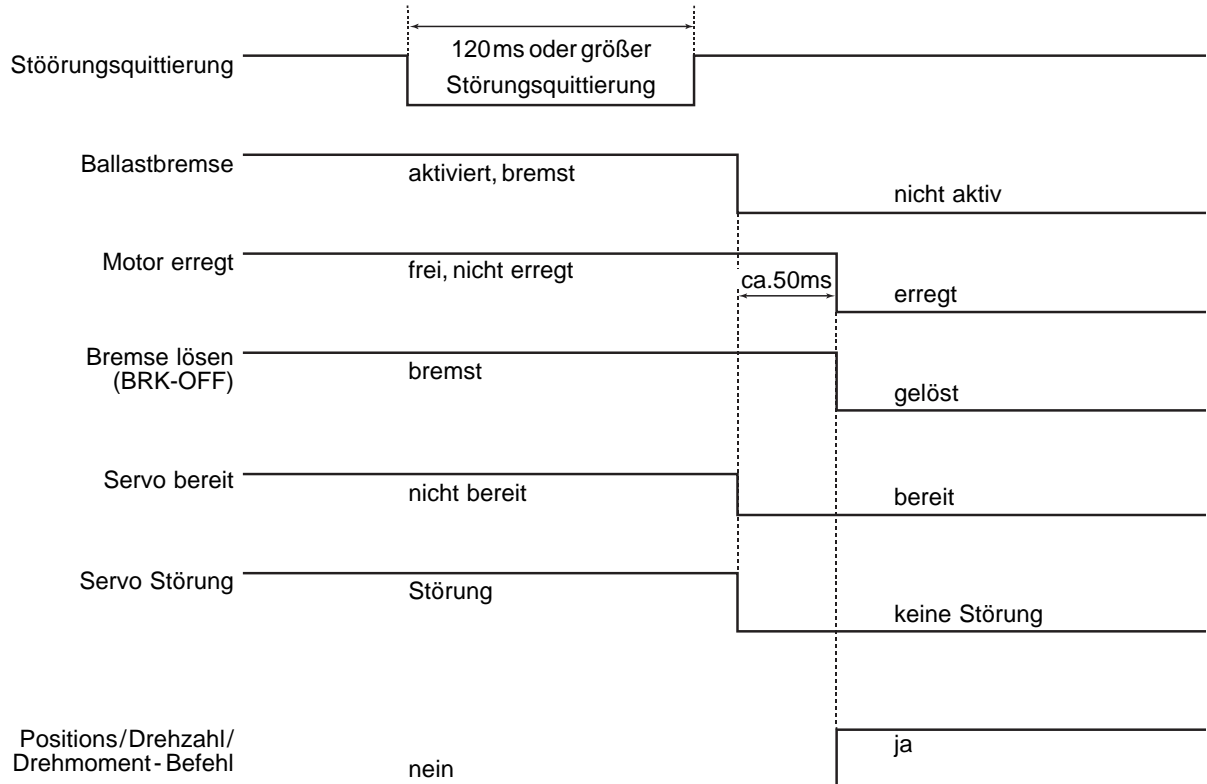 120ms oder größer
Stöörungsquittierung
Störungsquittierung
Ballastbremse
aktiviert, bremst
nicht aktiv
Motor erregt
frei, nicht erregt
ca.50ms
erregt
Bremse lösen
(BRK-OFF)
bremst
gelöst
Servo bereit
nicht bereit
bereit
Servo Störung
Störung
keine Störung
Positions/Drehzahl/
Drehmoment-Befehl
nein
ja